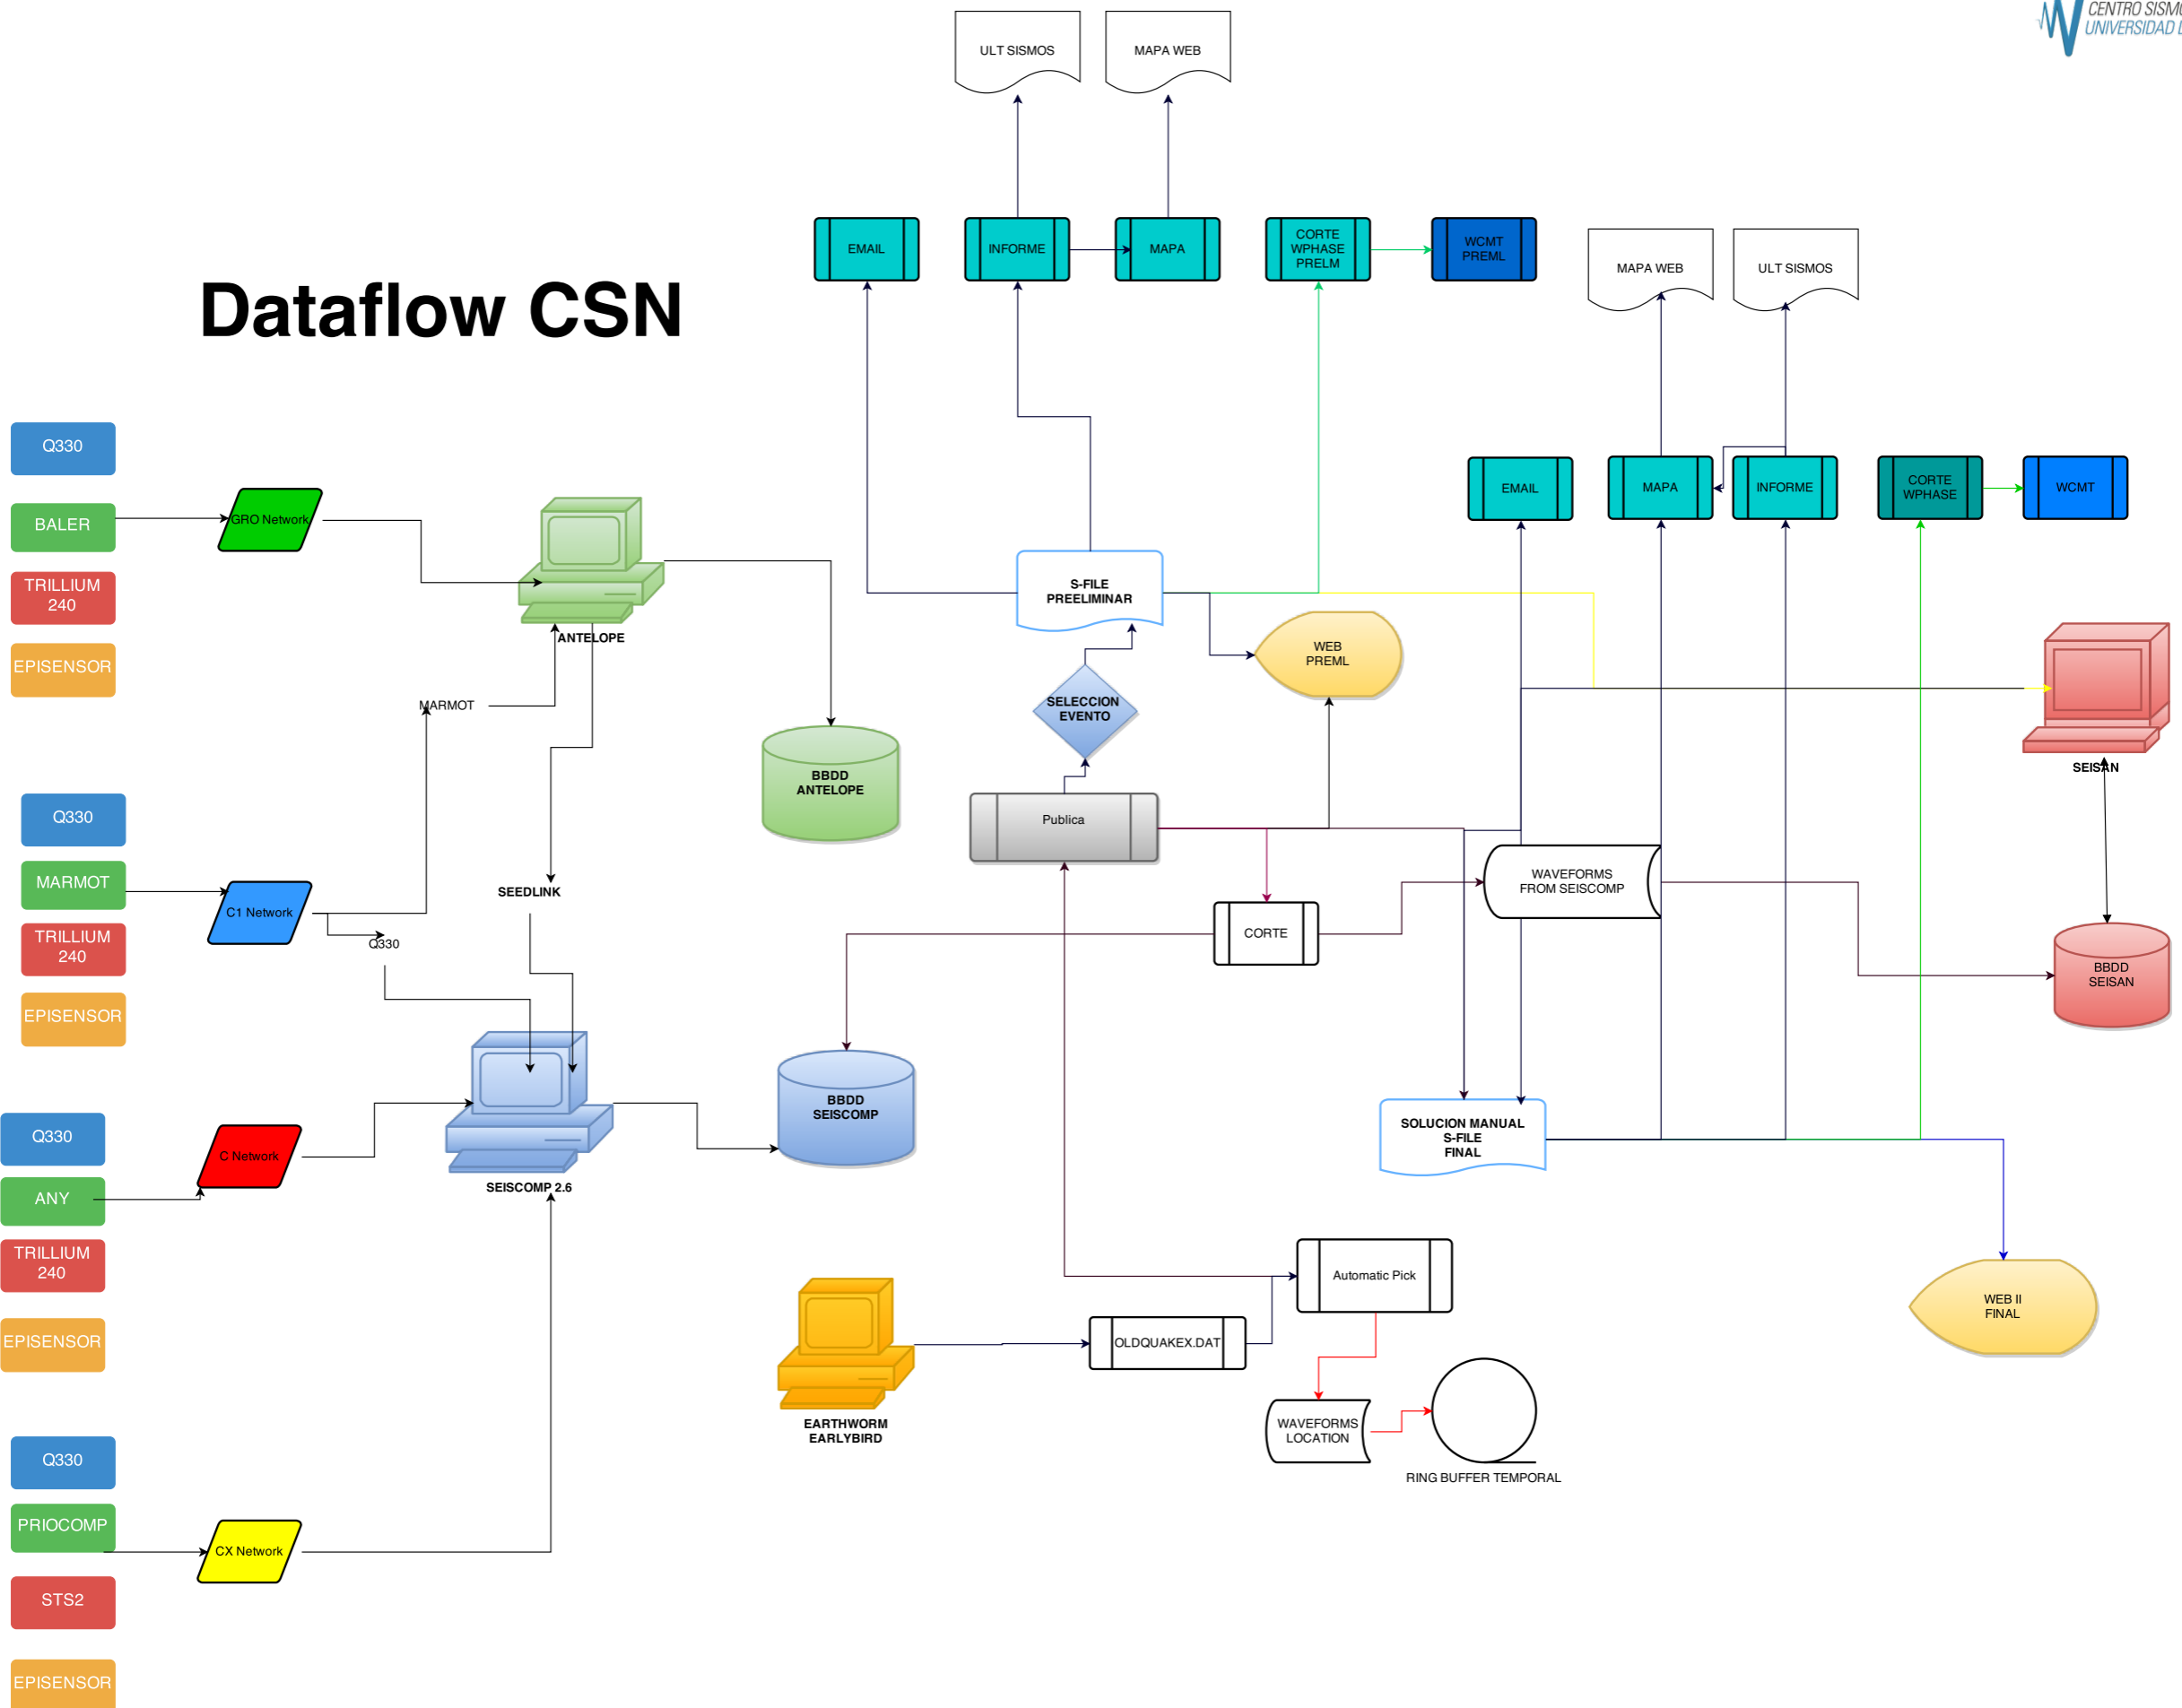 CENTRO SISMO
UNIVERSIDAD D
ULT SISMOS
MAPA WEB
EMAIL
INFORME
MAPA
CORTE
WPHASE
PRELM
WCMT
PREML
MAPA WEB
ULT SISMOS
Dataflow CSN
Q330
BALER
TRILLIUM
240
EPISENSOR
GRO Network
ANTELOPE
MARMOT
BBDD
ANTELOPE
S-FILE
PREELIMINAR
WEB
PREML
SELECCION
EVENTO
Publica
EMAIL
MAPA
INFORME
CORTE
WPHASE
WCMT
SEISAN
Q330
MARMOT
TRILLIUM
240
EPISENSOR
C1 Network
Q330
SEEDLINK
CORTE
WAVEFORMS
FROM SEISCOMP
BBDD
SEISAN
Q330
ANY
TRILLIUM
240
EPISENSOR
C Network
SEISCOMP 2.6
BBDD
SEISCOMP
SOLUCION MANUAL
S-FILE
FINAL
EARTHWORM
EARLYBIRD
OLDQUAKEX.DAT
Automatic Pick
WAVEFORMS
LOCATION
RING BUFFER TEMPORAL
WEB II
FINAL
Q330
PRIOCOMP
STS2
EPISENSOR
CX Network